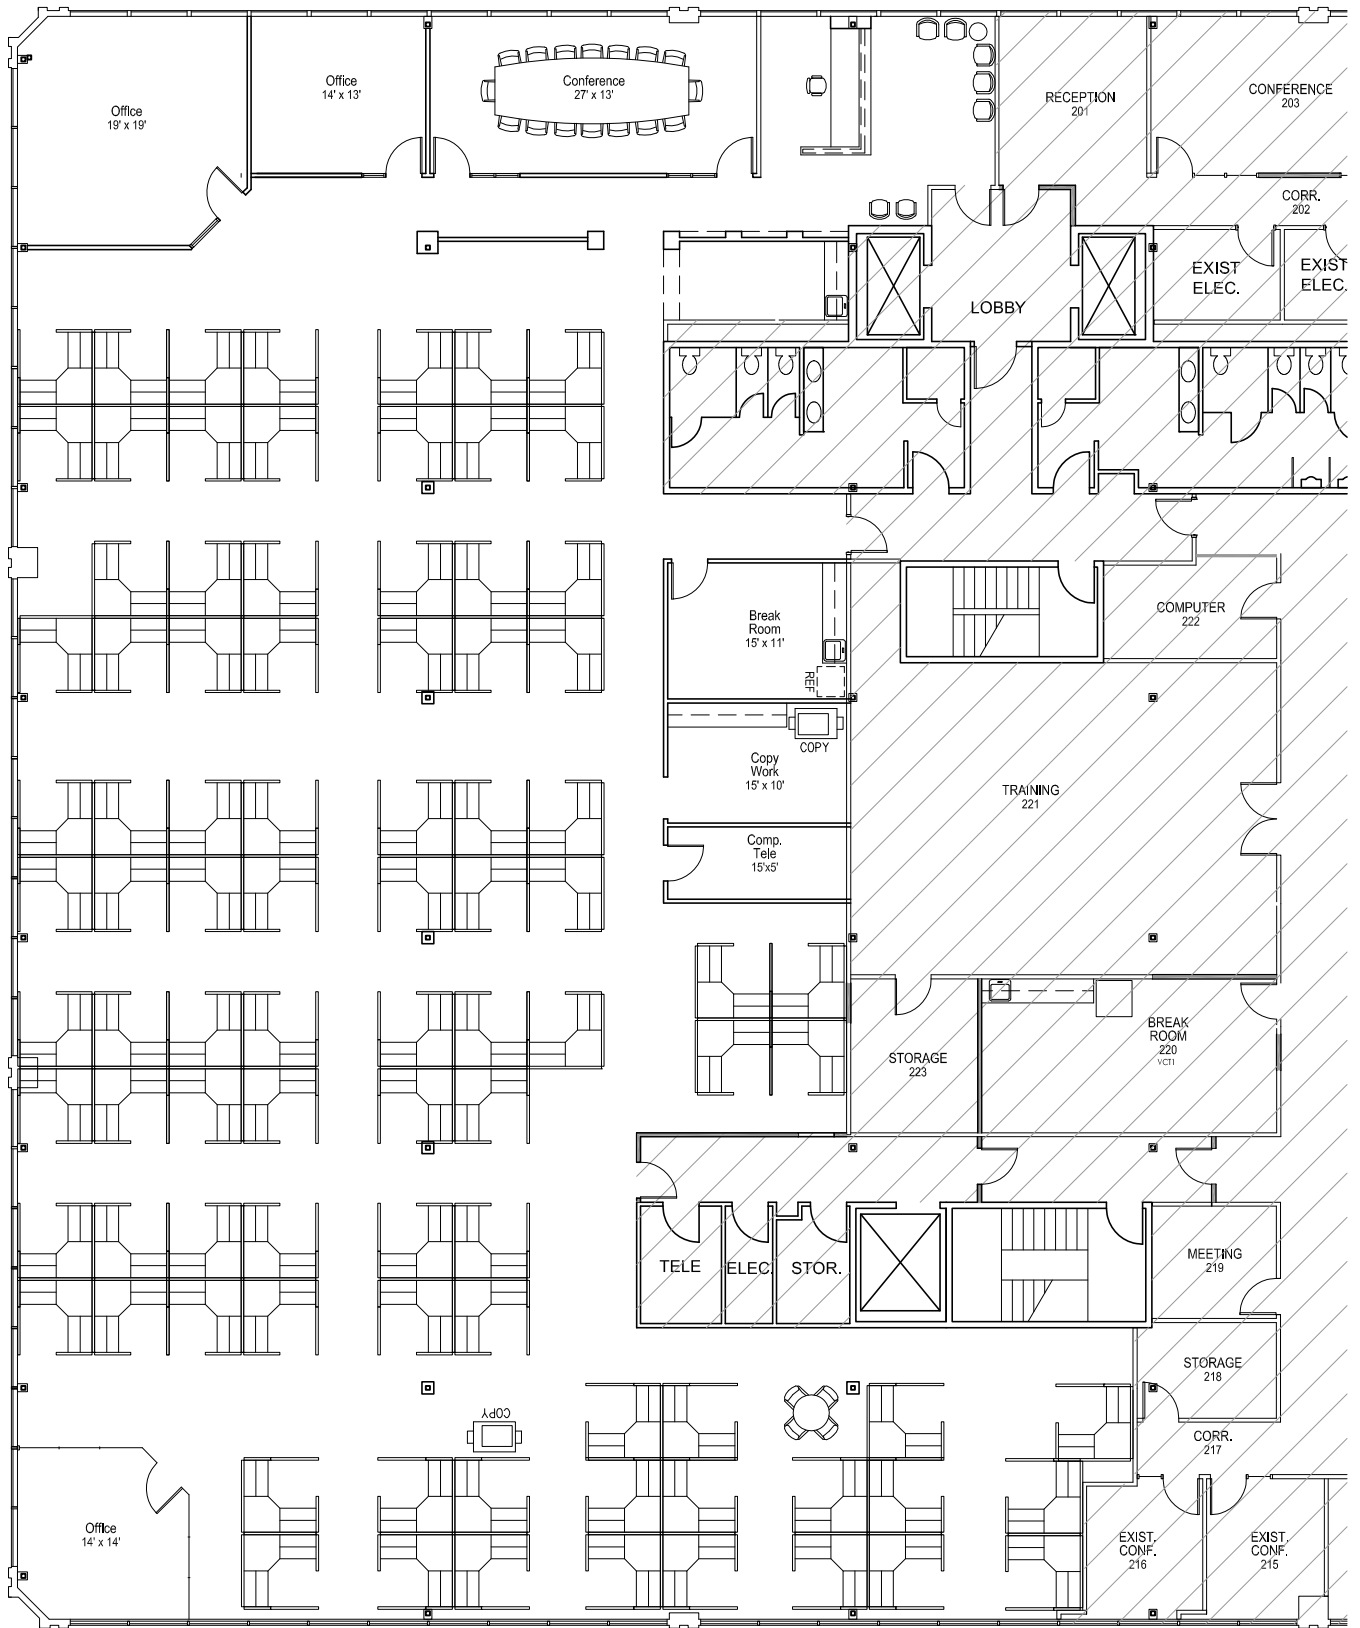 Office
19' x 19'
Office
14' x 13'
Conference
27' x 13'
RECEPTION
201
CONFERENCE
203
CORR.
202
EXIST
ELEC.
EXIST
ELEC.
LOBBY
Break
Room
15' x 11'
REF
COMPUTER
222
COPY
Copy
Work
15' x 10'
TRAINING
221
Comp.
Tele
15'x5'
BREAK
ROOM
220
VCT1
STORAGE
223
TELE
ELEC.
STOR.
MEETING
219
STORAGE
218
COPY
CORR.
217
Office
14' x 14'
EXIST.
CONF.
216
EXIST.
CONF.
215